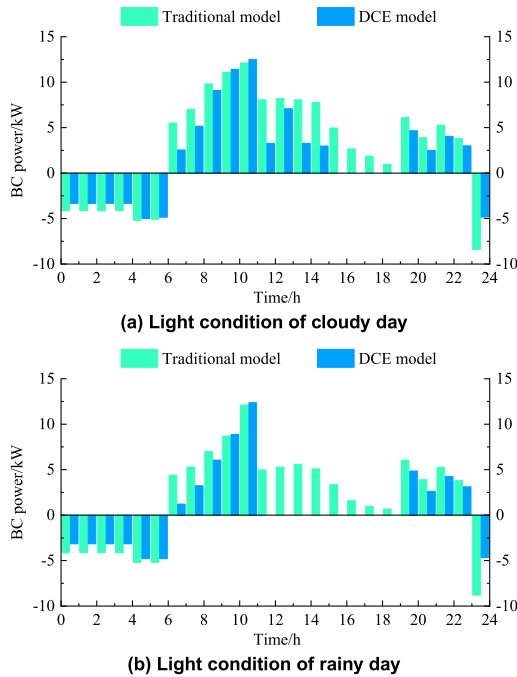 Traditional model DCE model
15 15
10 10
5 5
0 0
-5 -5
-10 -10
BC power/kW
0 2 4 6 8 10 12 14 16 18 20 22 24
Time/h
(a) Light condition of cloudy day
Traditional model DCE model
15 15
10 10
5 5
0 0
-5 -5
-10 -10
BC power/kW
0 2 4 6 8 10 12 14 16 18 20 22 24
Time/h
(b) Light condition of rainy day